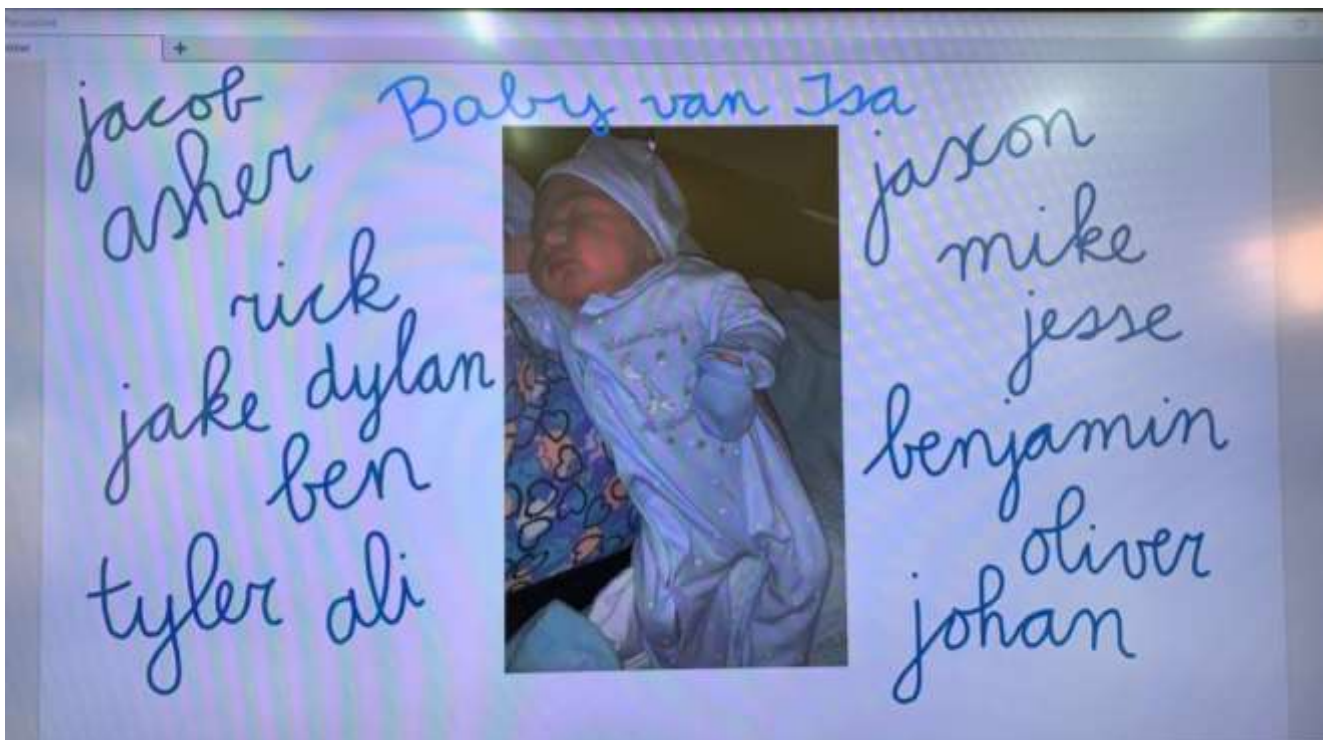 Baby van Isa
jacob
asher
rick
jake dylan
ben
tyler ali
jaxon
mike
jesse
benjamin
oliver
johan